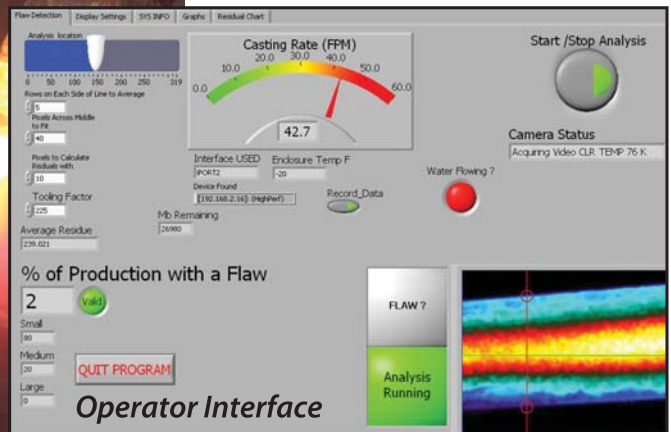 Flaw Detection Display Settings SYS INFO Graphs Residual Chart
Analysis location
0 50 100 150 200 250 319
Rows on Each Side of Line to Average
5
Pixels Across Middle
to Fit
40
Pixels to Calculate
Residuals with
10
Tooling Factor
225
Average Residue
239.021
Casting Rate (FPM)
0.0 10.0 20.0 30.0 40.0 50.0 60.0
42.7
Interface USED Enclosure Temp F
IPORT2 -20
Device Found
[192.168.2.16]: (HighPerf)
Record_Data
Mb Remaining
26980
Start /Stop Analysis
Camera Status
Acquiring Video CLR TEMP 76 K
Water Flowing ?
% of Production with a Flaw
2 Valid
Small
80
Medium
20
Large
0
QUIT PROGRAM
FLAW ?
Analysis
Running
Operator Interface